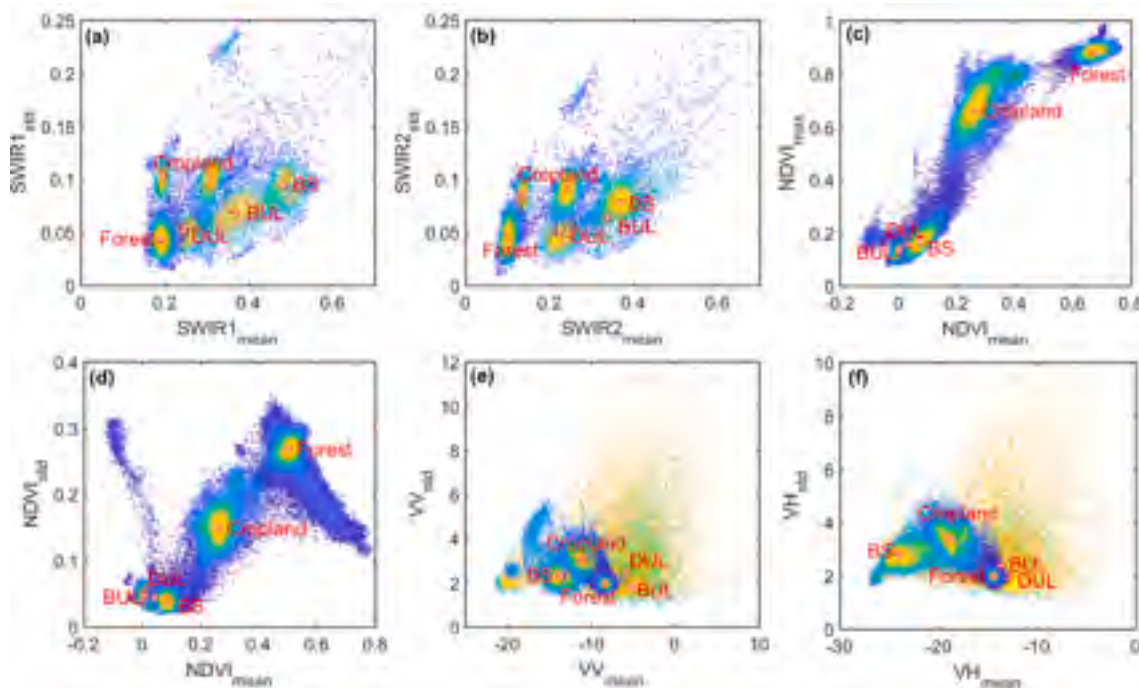 (a)
0.25
0.2
0.15
0.1
0.05
0
SWIR1std
Cropland
BS
BUL
Forest
DUL
0 0.2 0.4 0.6
SWIR1mean
(b)
0.25
0.2
0.15
0.1
0.05
0
SWIR2std
Cropland
BS
BUL
DUL
Forest
0 0.2 0.4 0.6
SWIR2mean
(c)
1
0.8
0.6
0.4
0.2
0
NDVImax
Forest
Cropland
DUL
BUL
BS
-0.2 0 0.2 0.4 0.6 0.8
NDVImean
(d)
0.4
0.3
0.2
0.1
0
NDVIstd
Forest
Cropland
DUL
BUL
BS
-0.2 0 0.2 0.4 0.6 0.8
NDVImean
(e)
12
10
8
6
4
2
0
VVstd
Cropland
DUL
BS
Forest
BUL
-20 -10 0 10
VVmean
(f)
10
8
6
4
2
0
VHstd
Cropland
BS
BUL
Forest
DUL
-30 -20 -10 0
VHmean